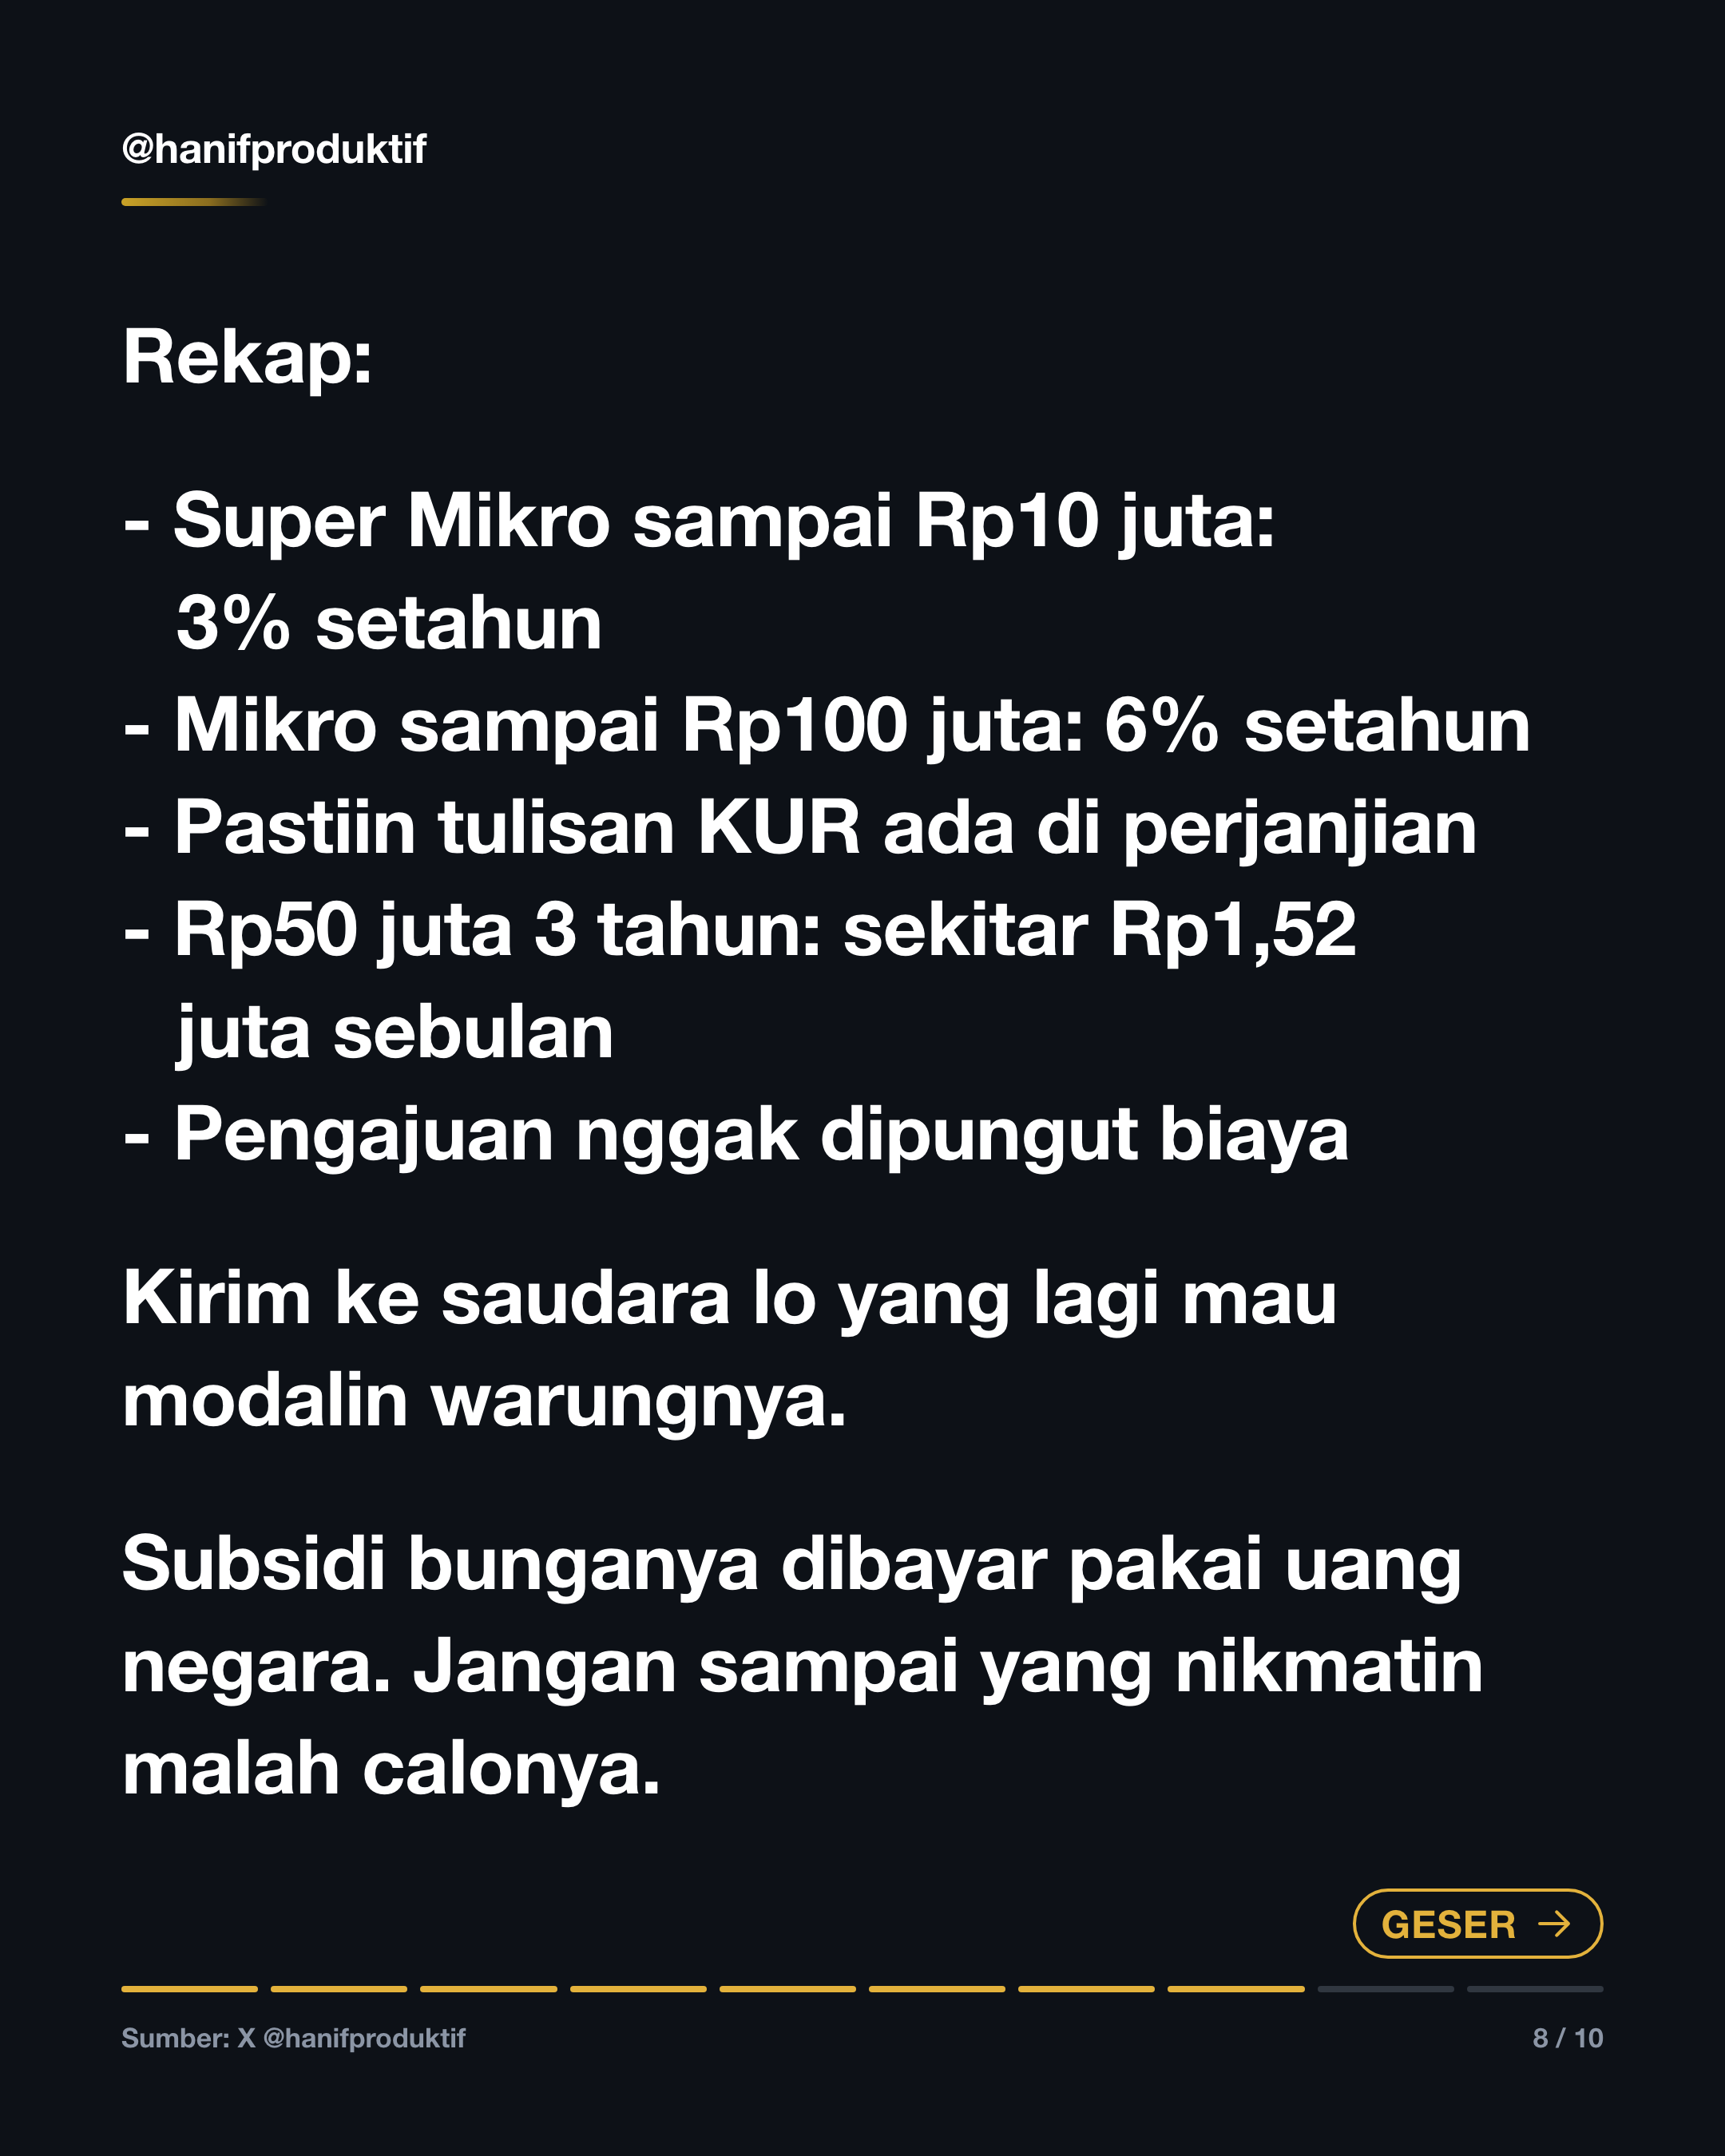 @hanifproduktif
Rekap:
- Super Mikro sampai Rp10 juta:
3% setahun
- Mikro sampai Rp100 juta: 6% setahun
- Pastiin tulisan KUR ada di perjanjian
- Rp50 juta 3 tahun: sekitar Rp1,52
juta sebulan
- Pengajuan nggak dipungut biaya
Kirim ke saudara lo yang lagi mau
modalin warungnya.
Subsidi bunganya dibayar pakai uang
negara. Jangan sampai yang nikmatin
malah calonya.
GESER →
Sumber: X @hanifproduktif
8 / 10